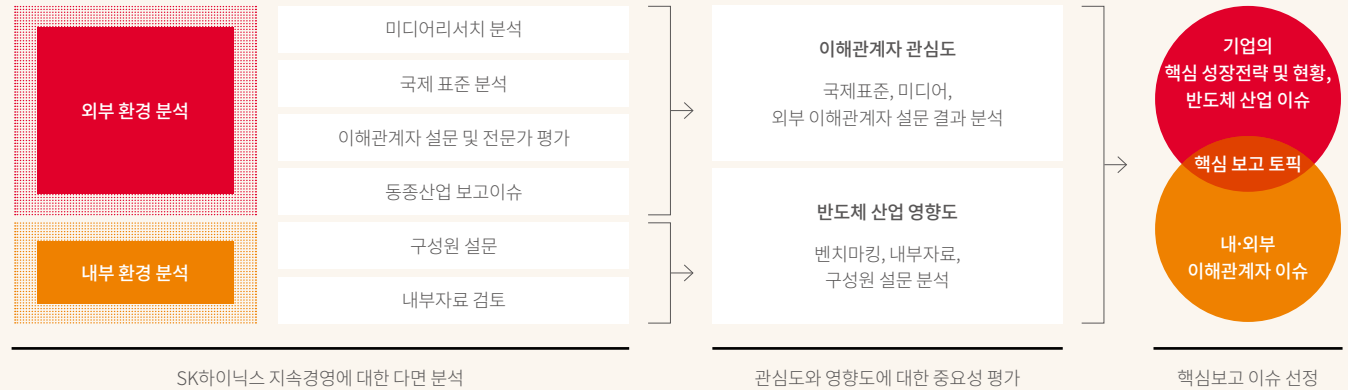 외부 환경 분석
미디어리서치 분석
국제 표준 분석
이해관계자 설문 및 전문가 평가
동종산업 보고이슈
내부 환경 분석
구성원 설문
내부자료 검토
SK하이닉스 지속경영에 대한 다면 분석
이해관계자 관심도
국제표준, 미디어,
외부 이해관계자 설문 결과 분석
반도체 산업 영향도
벤치마킹, 내부자료,
구성원 설문 분석
관심도와 영향도에 대한 중요성 평가
기업의
핵심 성장전략 및 현황,
반도체 산업 이슈
핵심 보고 토픽
내·외부
이해관계자 이슈
핵심보고 이슈 선정